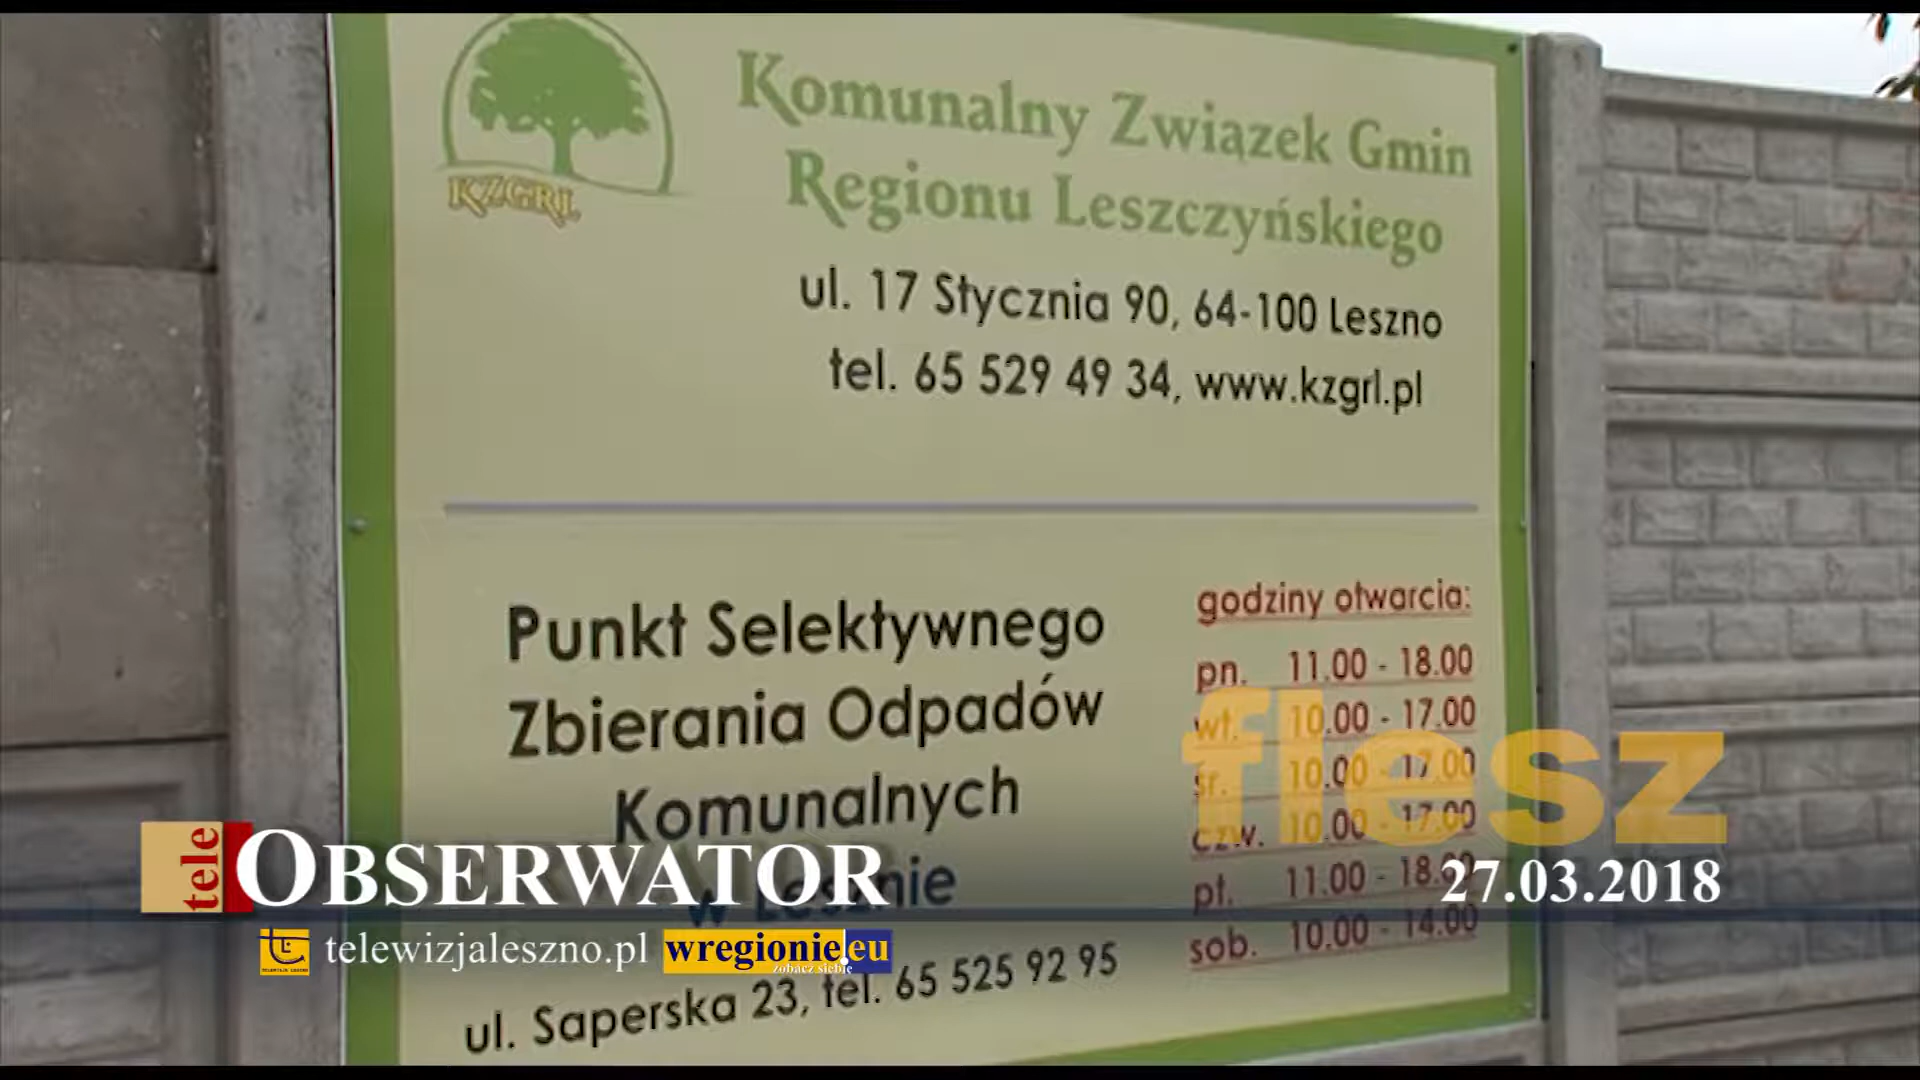 KZGRL
Komunalny Związek Gmin
Regionu Leszczyńskiego
ul. 17 Stycznia 90, 64-100 Leszno
tel. 65 529 49 34, www.kzgrl.pl
Punkt Selektywnego
Zbierania Odpadów
Komunalnych
w Lesznie
ul. Saperska 23, tel. 65 525 92 95
godziny otwarcia:
pn. 11.00 - 18.00
wt. 10.00 - 17.00
śr. 10.00 - 17.00
czw. 10.00 - 17.00
pt. 11.00 - 18.00
sob. 10.00 - 14.00
flesz
tele OBSERWATOR
27.03.2018
telewizjaleszno.pl wregionie.eu
zobacz siebie